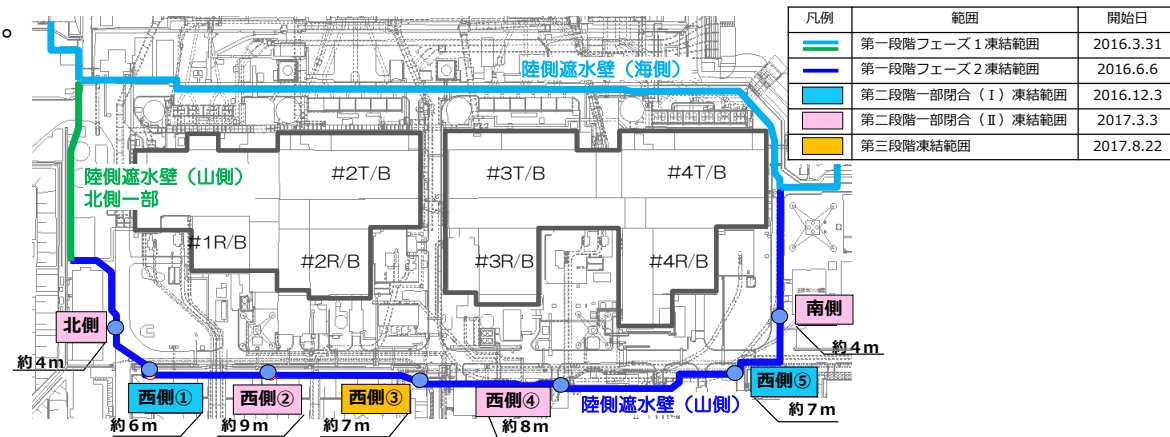 。
凡例 範囲 開始日
第一段階フェーズ1凍結範囲 2016.3.31
第一段階フェーズ2凍結範囲 2016.6.6
第二段階一部閉合（Ⅰ）凍結範囲 2016.12.3
第二段階一部閉合（Ⅱ）凍結範囲 2017.3.3
第三段階凍結範囲 2017.8.22
陸側遮水壁（海側）
陸側遮水壁（山側）
北側一部
#2T/B
#3T/B
#4T/B
#1R/B
#2R/B
#3R/B
#4R/B
北側
約4m
南側
約4m
西側①
約6m
西側②
約9m
西側③
約7m
西側④
約8m
西側⑤
約7m
陸側遮水壁（山側）